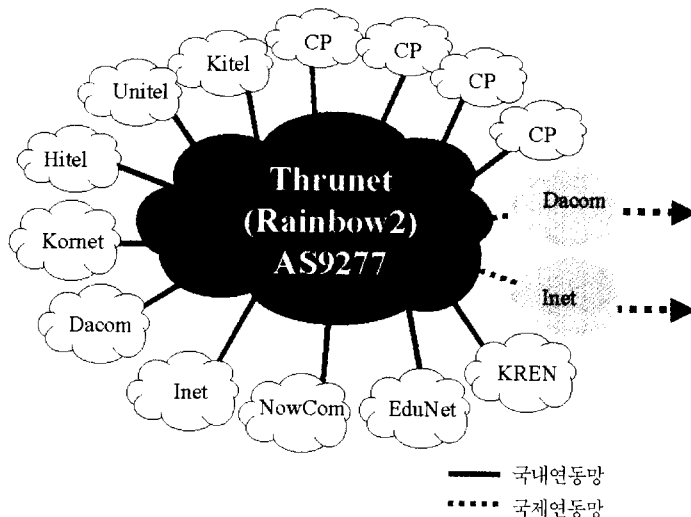 CP
CP
Kitel
CP
Unitel
CP
Hitel
Thrunet
(Rainbow2)
AS9277
Dacom
Kornet
Inet
Dacom
KREN
Inet
NowCom
EduNet
국내연동망
국제연동망